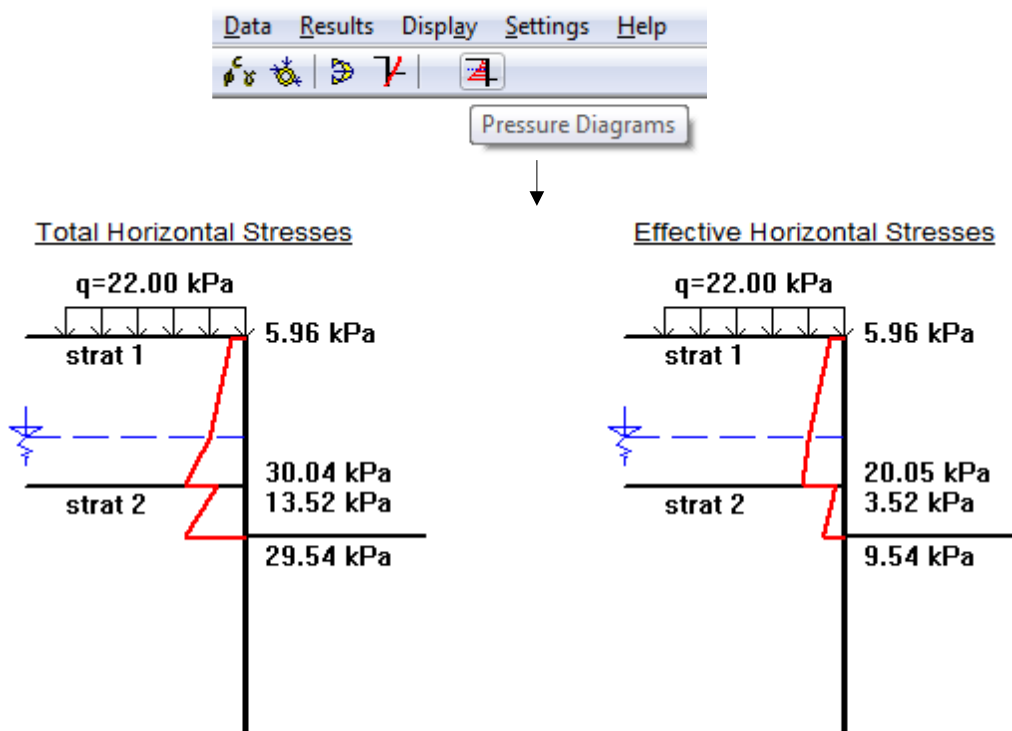 Data Results Display Settings Help
Pressure Diagrams
Total Horizontal Stresses
q=22.00 kPa
5.96 kPa
strat 1
30.04 kPa
strat 2
13.52 kPa
29.54 kPa
Effective Horizontal Stresses
q=22.00 kPa
5.96 kPa
strat 1
20.05 kPa
strat 2
3.52 kPa
9.54 kPa